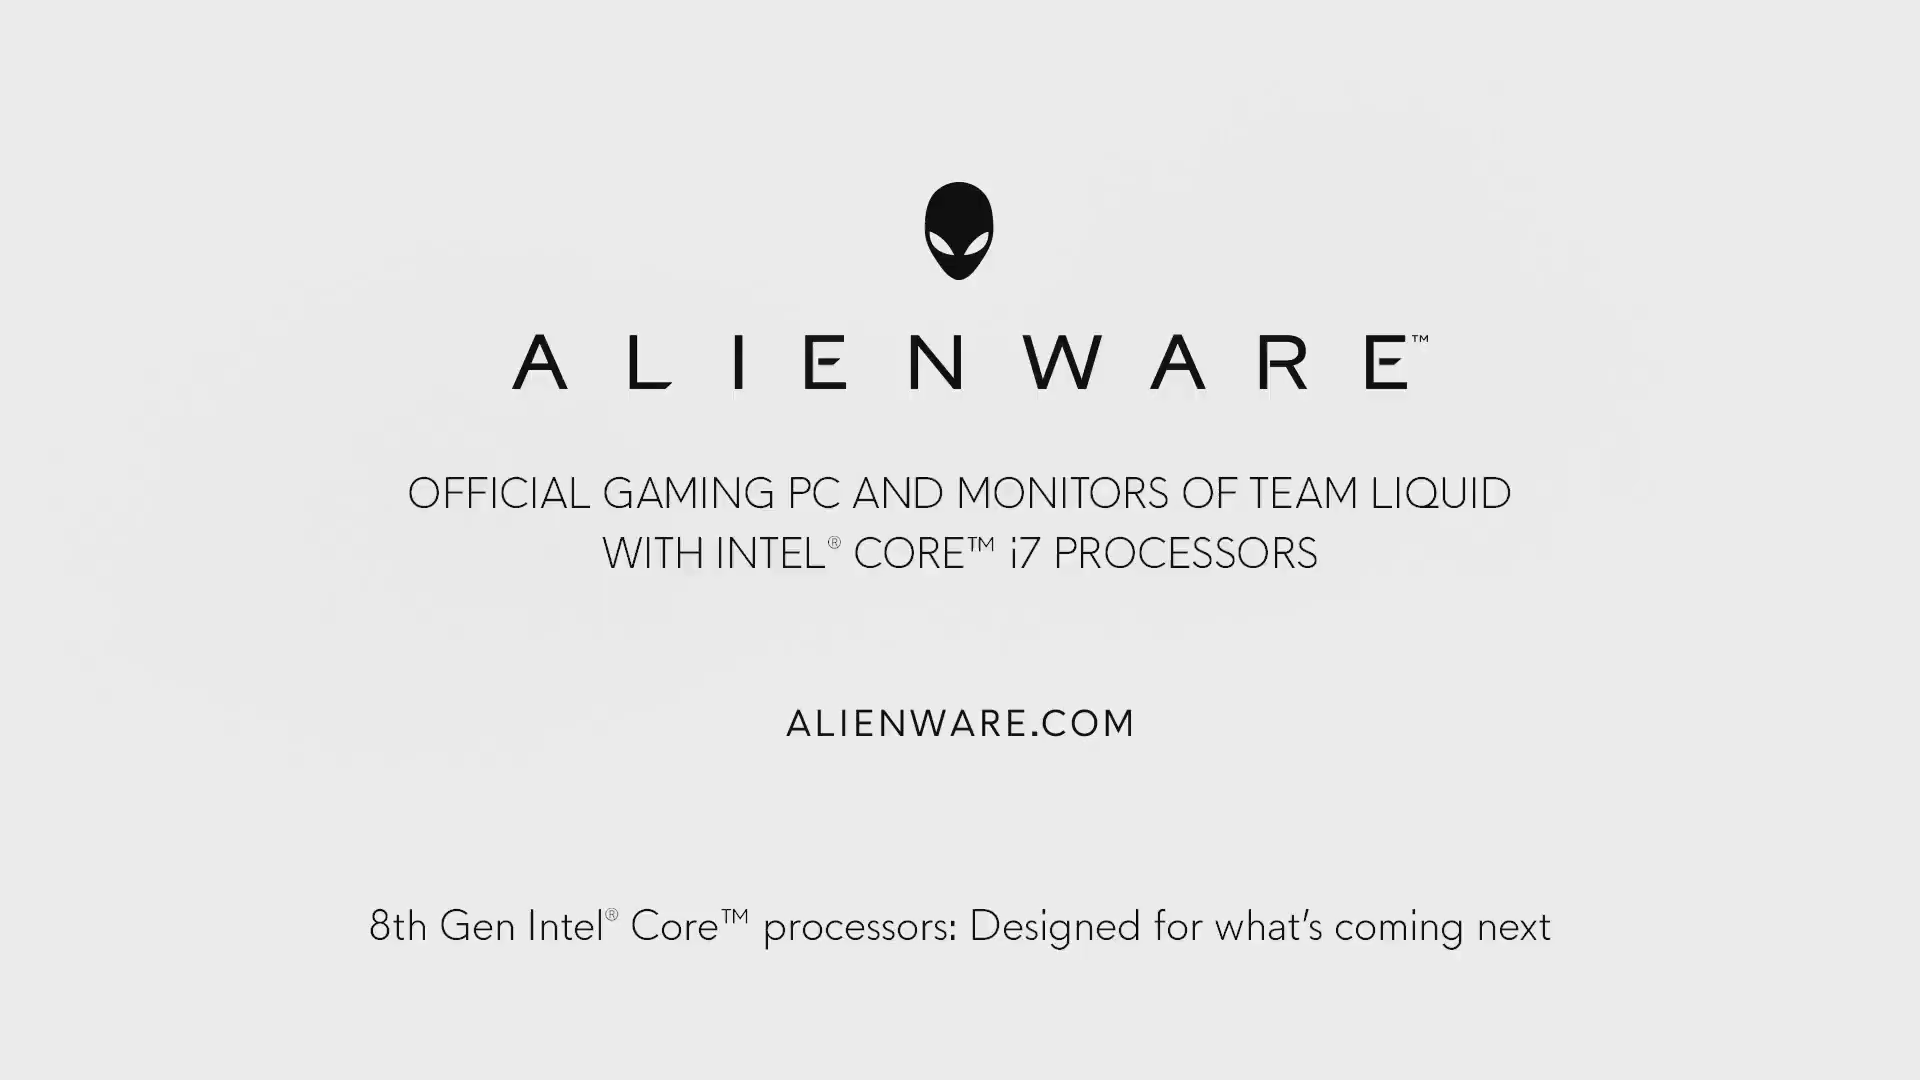 ALIENWARE™
OFFICIAL GAMING PC AND MONITORS OF TEAM LIQUID
WITH INTEL® CORE™ i7 PROCESSORS
ALIENWARE.COM
8th Gen Intel® Core™ processors: Designed for what’s coming next